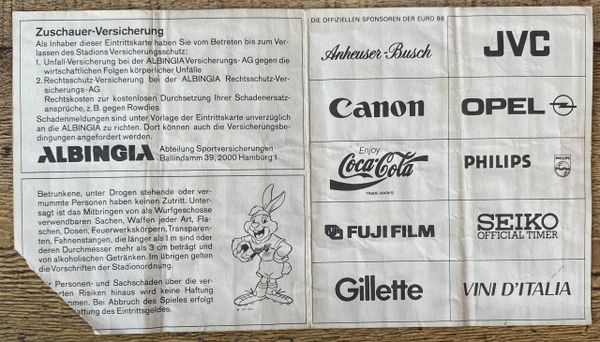 Zuschauer-Versicherung
Als Inhaber dieser Eintrittskarte haben Sie vom Betreten bis zum Ver-
lassen des Stadions Versicherungsschutz:
1. Unfall-Versicherung bei der ALBINGIA Versicherungs-AG gegen die
wirtschaftlichen Folgen körperlicher Unfälle
2. Rechtsschutz-Versicherung bei der ALBINGIA Rechtsschutz-Ver-
sicherungs-AG
Rechtskosten zur kostenlosen Durchsetzung Ihrer Schadenersatz-
ansprüche, z.B. gegen Rowdies
Schadenmeldungen sind unter Vorlage der Eintrittskarte unverzüglich
an die ALBINGIA zu richten. Dort können auch die Versicherungsbe-
dingungen angefordert werden.
ALBINGIA Abteilung Sportversicherungen
Ballindamm 39, 2000 Hamburg 1
Betrunkene, unter Drogen stehende oder ver-
mummte Personen haben keinen Zutritt. Unter-
sagt ist das Mitbringen von als Wurfgeschosse
verwendbaren Sachen, Waffen jeder Art, Fla-
schen, Dosen, Feuerwerkskörpern, Transparen-
ten, Fahnenstangen, die länger als 1 m sind oder
deren Durchmesser mehr als 3 cm beträgt und
von alkoholischen Getränken. Im übrigen gelten
die Vorschriften der Stadionordnung.
r Personen- und Sachschäden über die ver-
erten Risiken hinaus wird keine Haftung
mmen. Bei Abbruch des Spieles erfolgt
attung des Eintrittsgeldes.
DIE OFFIZIELLEN SPONSOREN DER EURO 88
Anheuser-Busch
JVC
Canon
OPEL
Enjoy
Coca-Cola
TRADE MARKS
PHILIPS
PHILIPS
FUJI FILM
SEIKO
OFFICIAL TIMER
Gillette
VINI D'ITALIA